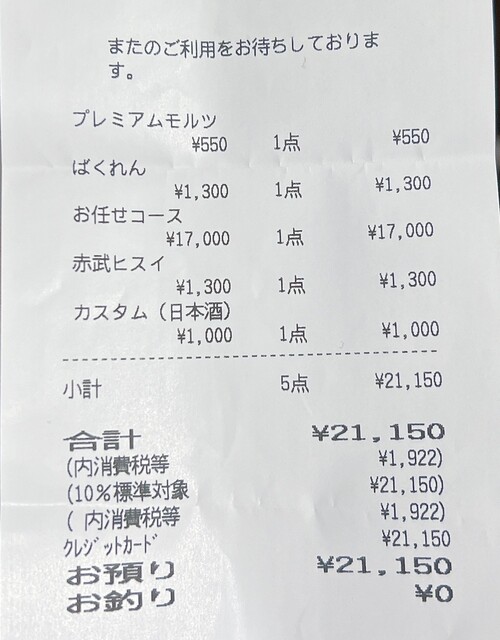 またのご利用をお待ちしておりま
す。
プレミアムモルツ
¥550 1点 ¥550
ばくれん
¥1,300 1点 ¥1,300
お任せコース
¥17,000 1点 ¥17,000
赤武ヒスイ
¥1,300 1点 ¥1,300
カスタム（日本酒）
¥1,000 1点 ¥1,000
小計 5点 ¥21,150
合計 ¥21,150
(内消費税等 ¥1,922)
(10%標準対象 ¥21,150)
( 内消費税等 ¥1,922)
ｸﾚｼﾞｯﾄｶｰﾄﾞ ¥21,150
お預り ¥21,150
お釣り ¥0